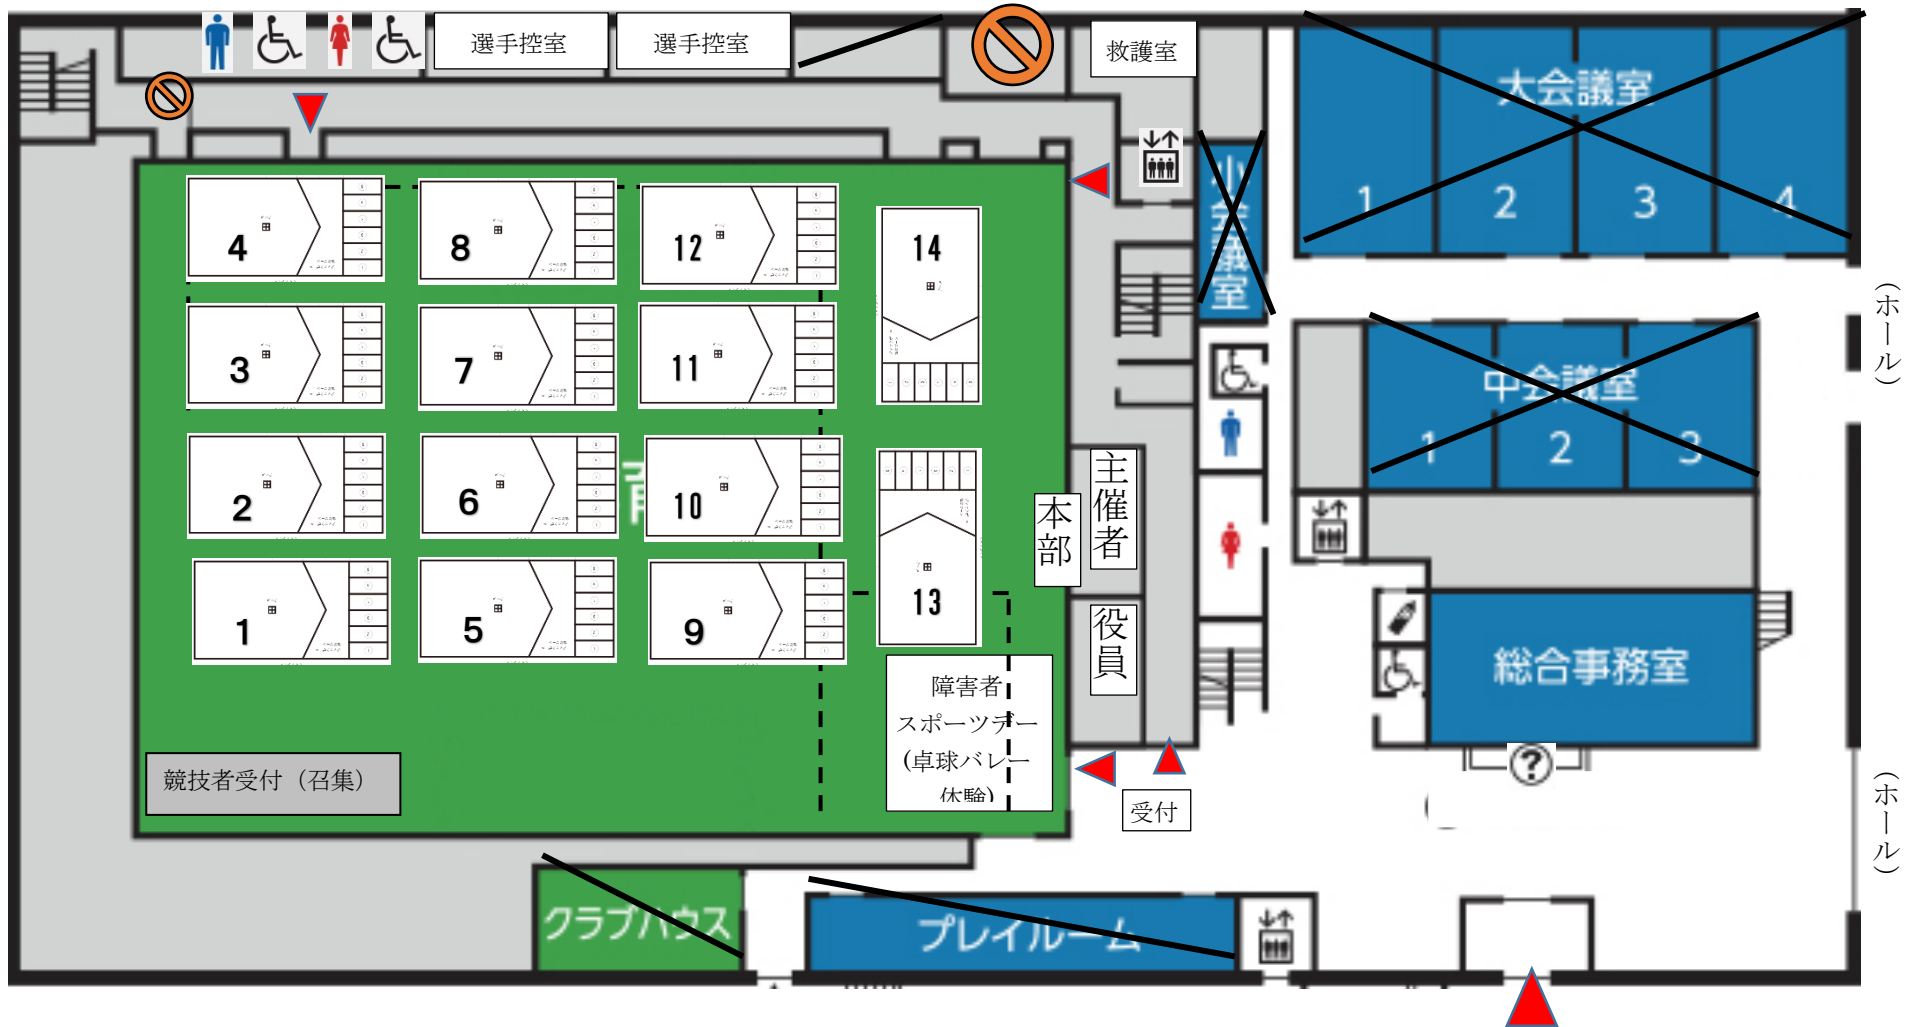 選手控室
選手控室
救護室
大会議室
1
2
3
4
小会議室
(ホール)
4
8
12
14
3
7
11
中会議室
1
2
3
2
6
10
主催者
本部
1
5
9
13
役員
総合事務室
障害者
スポーツデー
(卓球バレー
体験)
競技者受付（召集）
?
受付
(ホール)
クラブハウス
プレイルーム